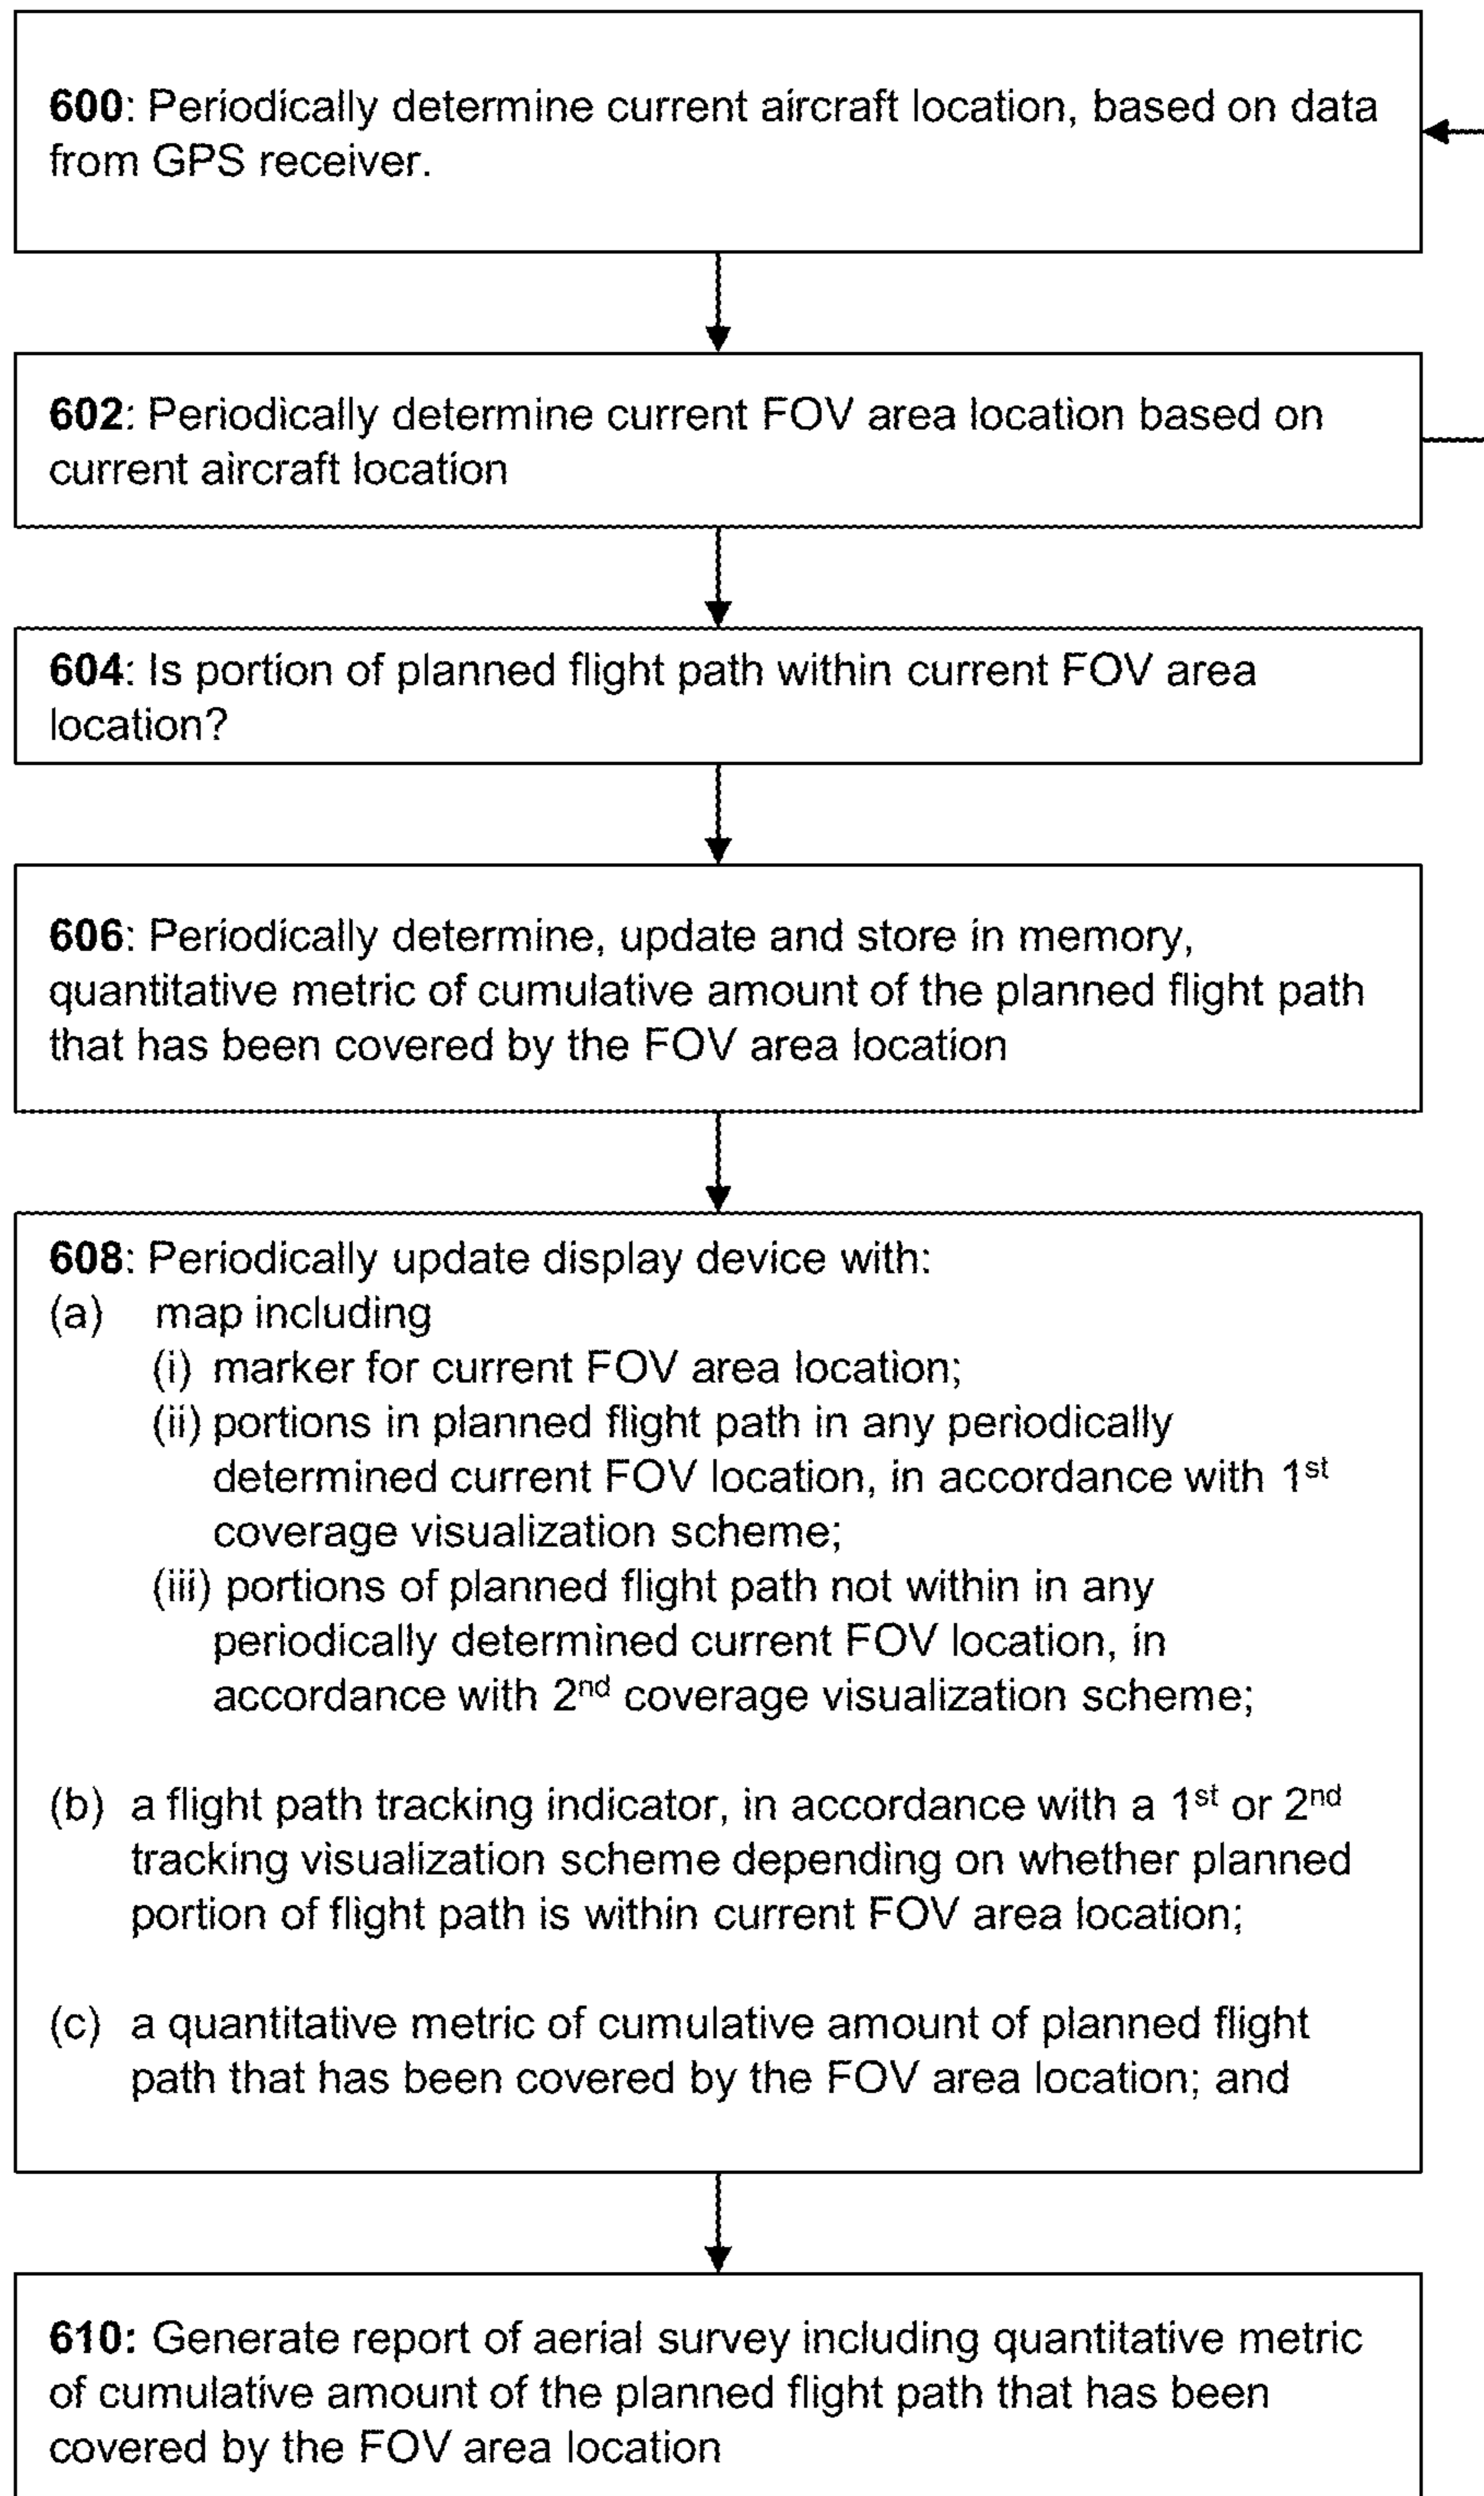 600: Periodically determine current aircraft location, based on data
from GPS receiver.
602: Periodically determine current FOV area location based on
current aircraft location
604: Is portion of planned flight path within current FOV area
location?
606: Periodically determine, update and store in memory,
quantitative metric of cumulative amount of the planned flight path
that has been covered by the FOV area location
608: Periodically update display device with:
(a) map including
(i) marker for current FOV area location;
(ii) portions in planned flight path in any periodically
determined current FOV location, in accordance with 1st
coverage visualization scheme;
(iii) portions of planned flight path not within in any
periodically determined current FOV location, in
accordance with 2nd coverage visualization scheme;
(b) a flight path tracking indicator, in accordance with a 1st or 2nd
tracking visualization scheme depending on whether planned
portion of flight path is within current FOV area location;
(c) a quantitative metric of cumulative amount of planned flight
path that has been covered by the FOV area location; and
610: Generate report of aerial survey including quantitative metric
of cumulative amount of the planned flight path that has been
covered by the FOV area location